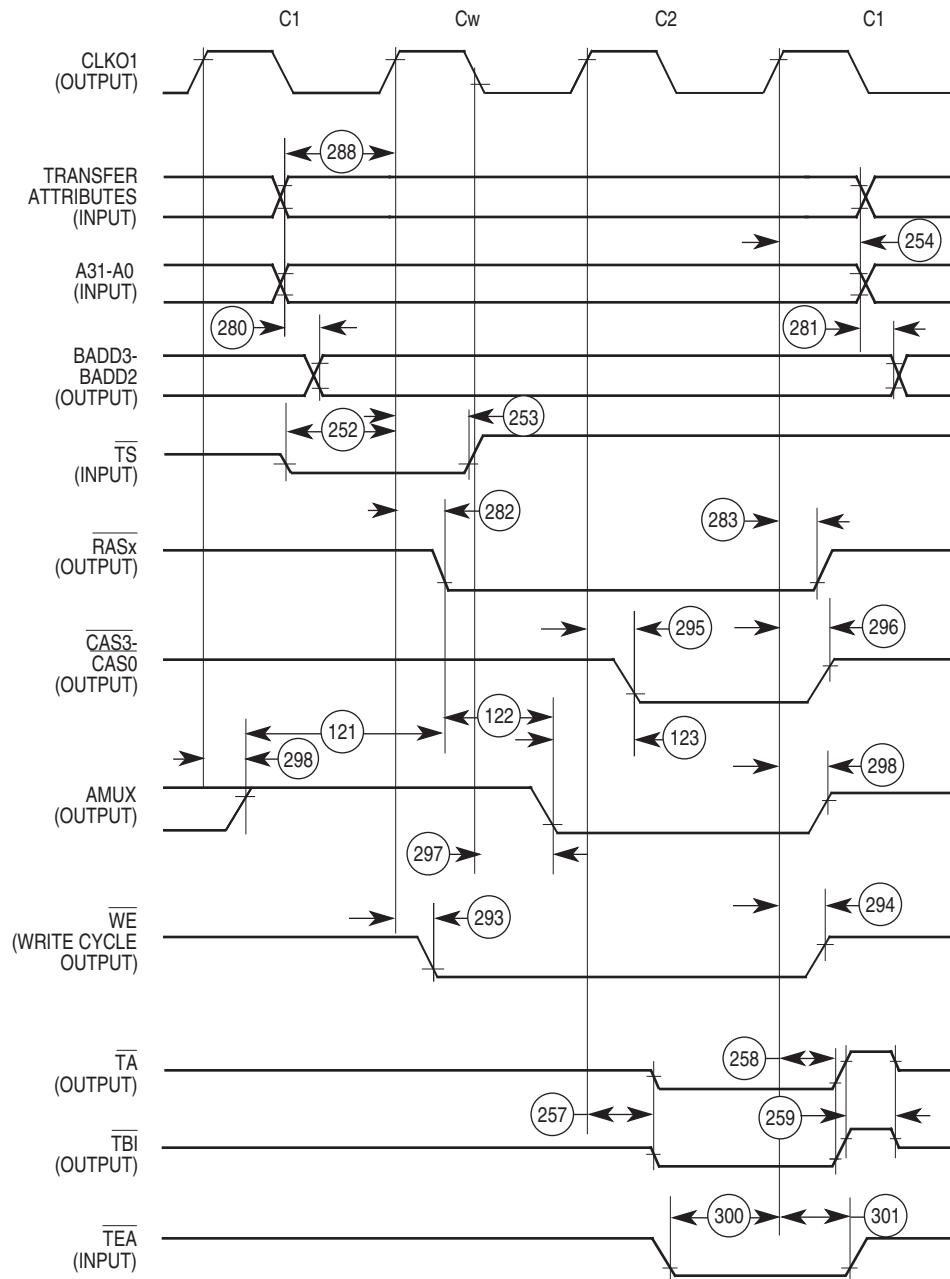 C1 Cw C2 C1
CLKO1
(OUTPUT)
288
TRANSFER
ATTRIBUTES
(INPUT)
254
A31-A0
(INPUT)
280 281
BADD3-
BADD2
(OUTPUT)
252 253
TS
(INPUT)
282 283
RASx
(OUTPUT)
295 296
CAS3-
CAS0
(OUTPUT)
121 122 123
298 298
AMUX
(OUTPUT)
297
293 294
WE
(WRITE CYCLE
OUTPUT)
258
TA
(OUTPUT)
257 259
TBI
(OUTPUT)
300 301
TEA
(INPUT)